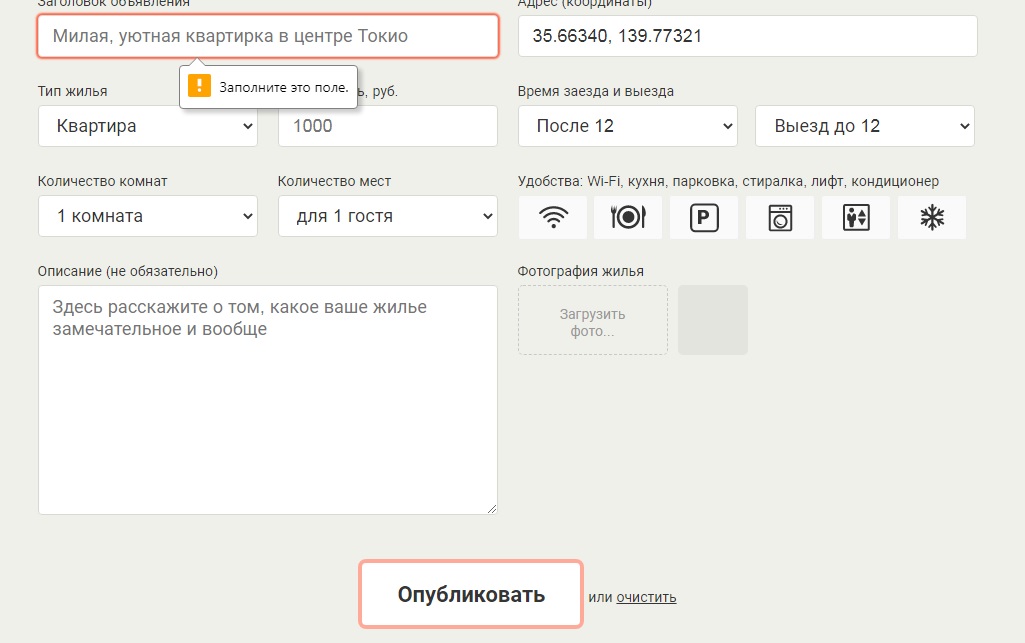 Заголовок объявления
Адрес (координаты)
Милая, уютная квартирка в центре Токио
35.66340, 139.77321
Заполните это поле.
Тип жилья
ь, руб.
Время заезда и выезда
Квартира
1000
После 12
Выезд до 12
Количество комнат
Количество мест
Удобства: Wi-Fi, кухня, парковка, стиралка, лифт, кондиционер
1 комната
для 1 гостя
P
Описание (не обязательно)
Фотография жилья
Здесь расскажите о том, какое ваше жилье
замечательное и вообще
Загрузить
фото...
Опубликовать
или очистить